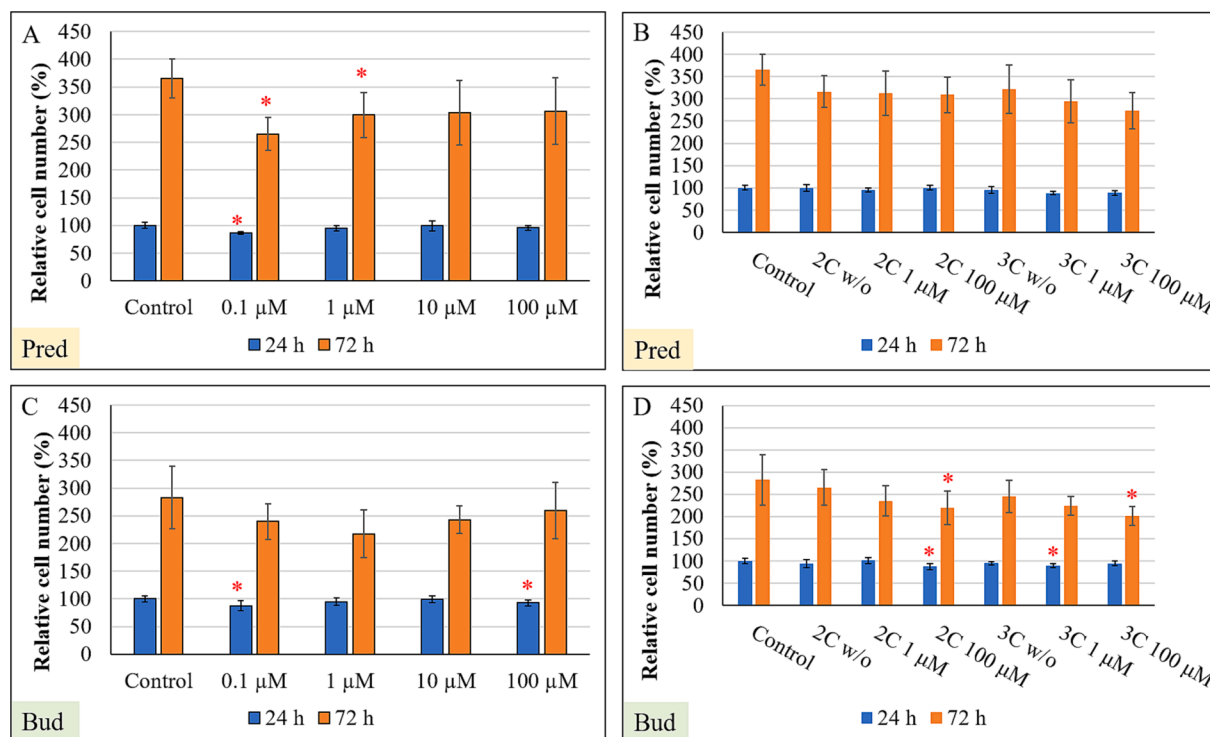 A
Relative cell number (%)
450
400
350
300
250
200
150
100
50
0
*
*
*
Control 0.1 µM 1 µM 10 µM 100 µM
24 h 72 h
Pred
B
Relative cell number (%)
450
400
350
300
250
200
150
100
50
0
Control 2C w/o 2C 1 µM 2C 100 µM 3C w/o 3C 1 µM 3C 100 µM
24 h 72 h
Pred
C
Relative cell number (%)
450
400
350
300
250
200
150
100
50
0
* *
Control 0.1 µM 1 µM 10 µM 100 µM
24 h 72 h
Bud
D
Relative cell number (%)
450
400
350
300
250
200
150
100
50
0
* *
* *
Control 2C w/o 2C 1 µM 2C 100 µM 3C w/o 3C 1 µM 3C 100 µM
24 h 72 h
Bud